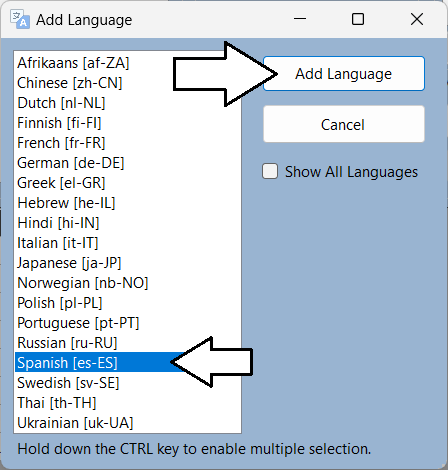 Add Language
Afrikaans [af-ZA]
Chinese [zh-CN]
Dutch [nl-NL]
Finnish [fi-FI]
French [fr-FR]
German [de-DE]
Greek [el-GR]
Hebrew [he-IL]
Hindi [hi-IN]
Italian [it-IT]
Japanese [ja-JP]
Norwegian [nb-NO]
Polish [pl-PL]
Portuguese [pt-PT]
Russian [ru-RU]
Spanish [es-ES]
Swedish [sv-SE]
Thai [th-TH]
Ukrainian [uk-UA]
Add Language
Cancel
Show All Languages
Hold down the CTRL key to enable multiple selection.